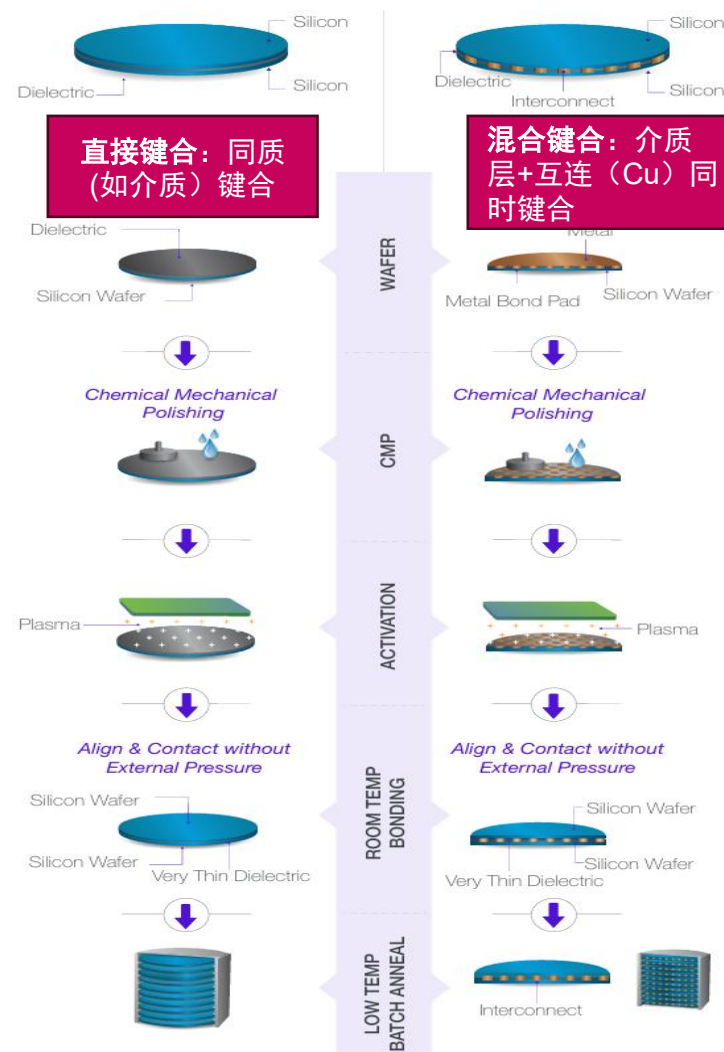 Silicon
Dielectric
Silicon
Silicon
Dielectric
Interconnect
Silicon
直接键合：同质
(如介质）键合
混合键合：介质
层+互连（Cu）同
时键合
Dielectric
Silicon Wafer
WAFER
Metal
Metal Bond Pad
Silicon Wafer
Chemical Mechanical
Polishing
CMP
Chemical Mechanical
Polishing
Plasma
ACTIVATION
Plasma
Align & Contact without
External Pressure
Align & Contact without
External Pressure
Silicon Wafer
Silicon Wafer
Very Thin Dielectric
ROOM TEMP
BONDING
Silicon Wafer
Silicon Wafer
Very Thin Dielectric
LOW TEMP
BATCH ANNEAL
Interconnect